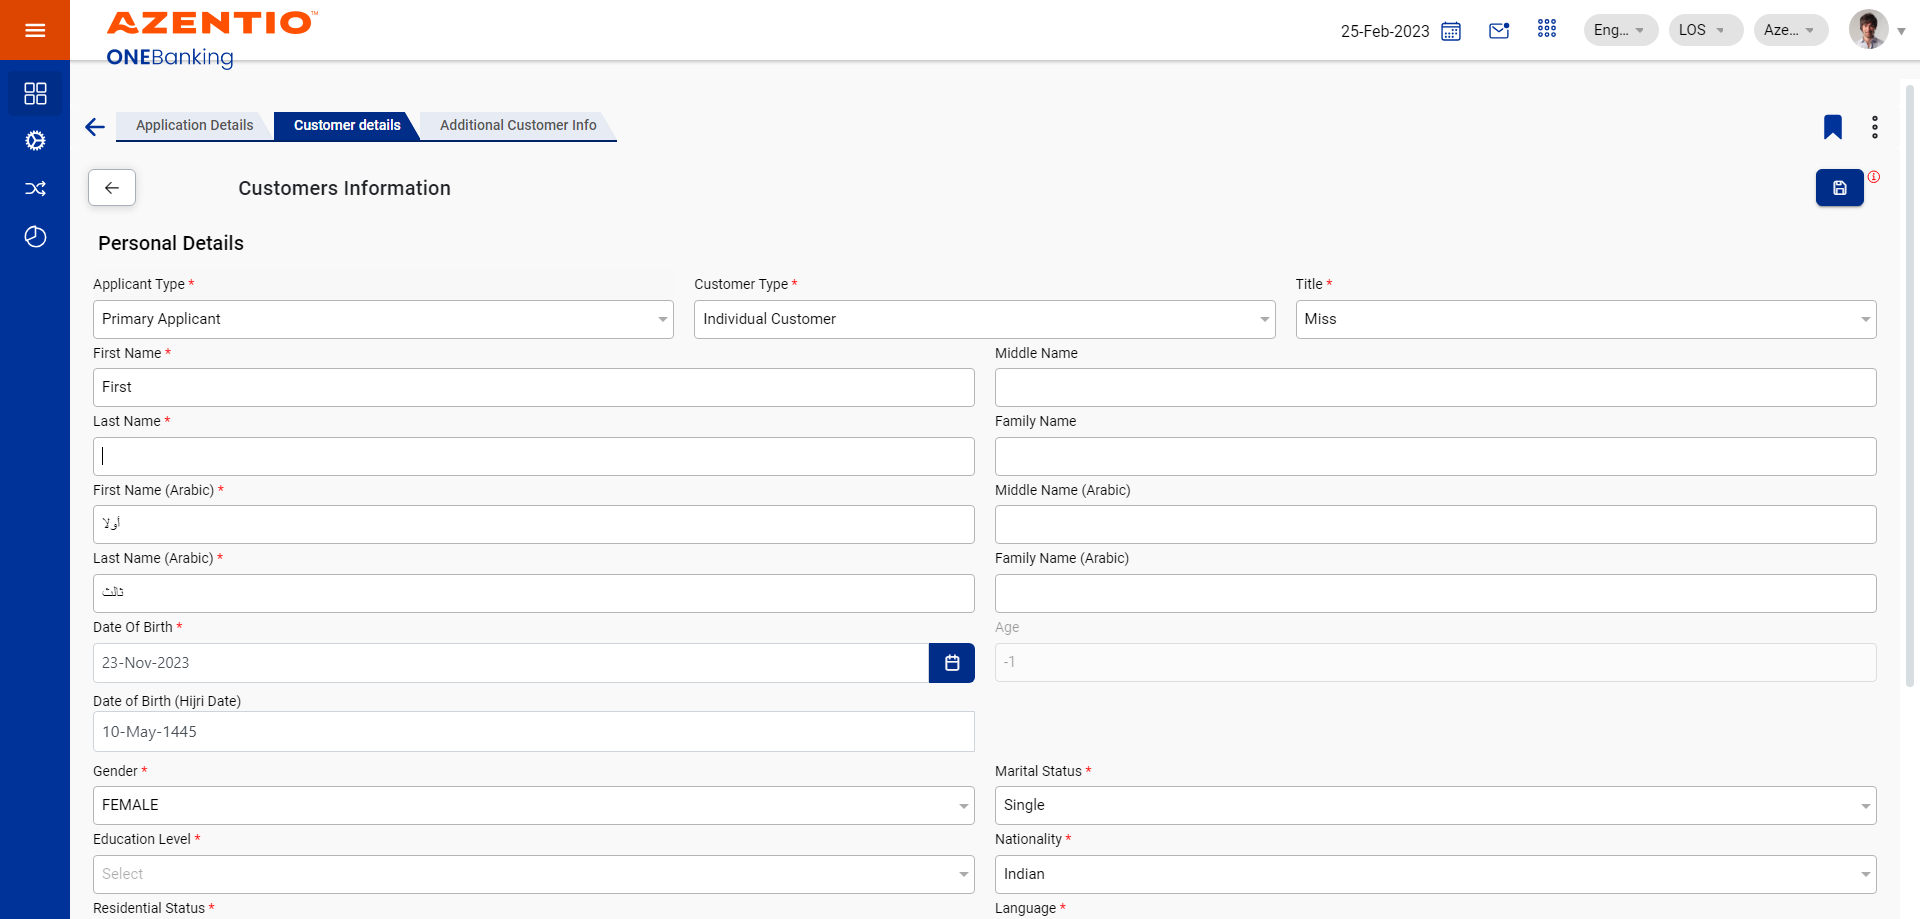 AZENTIO™
ONEBanking
25-Feb-2023
Eng...
LOS
Aze...
Application Details
Customer details
Additional Customer Info
Customers Information
Personal Details
Applicant Type *
Customer Type *
Title *
Primary Applicant
Individual Customer
Miss
First Name *
Middle Name
First
Last Name *
Family Name
First Name (Arabic) *
Middle Name (Arabic)
أولا
Last Name (Arabic) *
Family Name (Arabic)
ثالث
Date Of Birth *
Age
23-Nov-2023
-1
Date of Birth (Hijri Date)
10-May-1445
Gender *
Marital Status *
FEMALE
Single
Education Level *
Nationality *
Select
Indian
Residential Status *
Language *